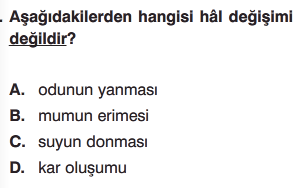 . Aşağıdakilerden hangisi hâl değişimi
değildir?
A. odunun yanması
B. mumun erimesi
C. suyun donması
D. kar oluşumu